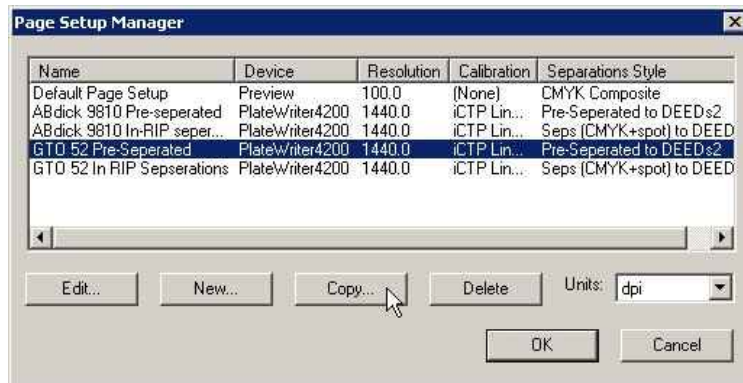 Page Setup Manager
Name Device Resolution Calibration Separations Style
Default Page Setup Preview 100.0 (None) CMYK Composite
ABdick 9810 Pre-seperated PlateWriter4200 1440.0 iCTP Lin... Pre-Seperated to DEEDs2
ABdick 9810 In-RIP seper... PlateWriter4200 1440.0 iCTP Lin... Seps (CMYK+spot) to DEED
GTO 52 Pre-Seperated PlateWriter4200 1440.0 iCTP Lin... Pre-Seperated to DEEDs2
GTO 52 In RIP Sepserations PlateWriter4200 1440.0 iCTP Lin... Seps (CMYK+spot) to DEED
Edit... New... Copy... Delete Units: dpi
OK Cancel